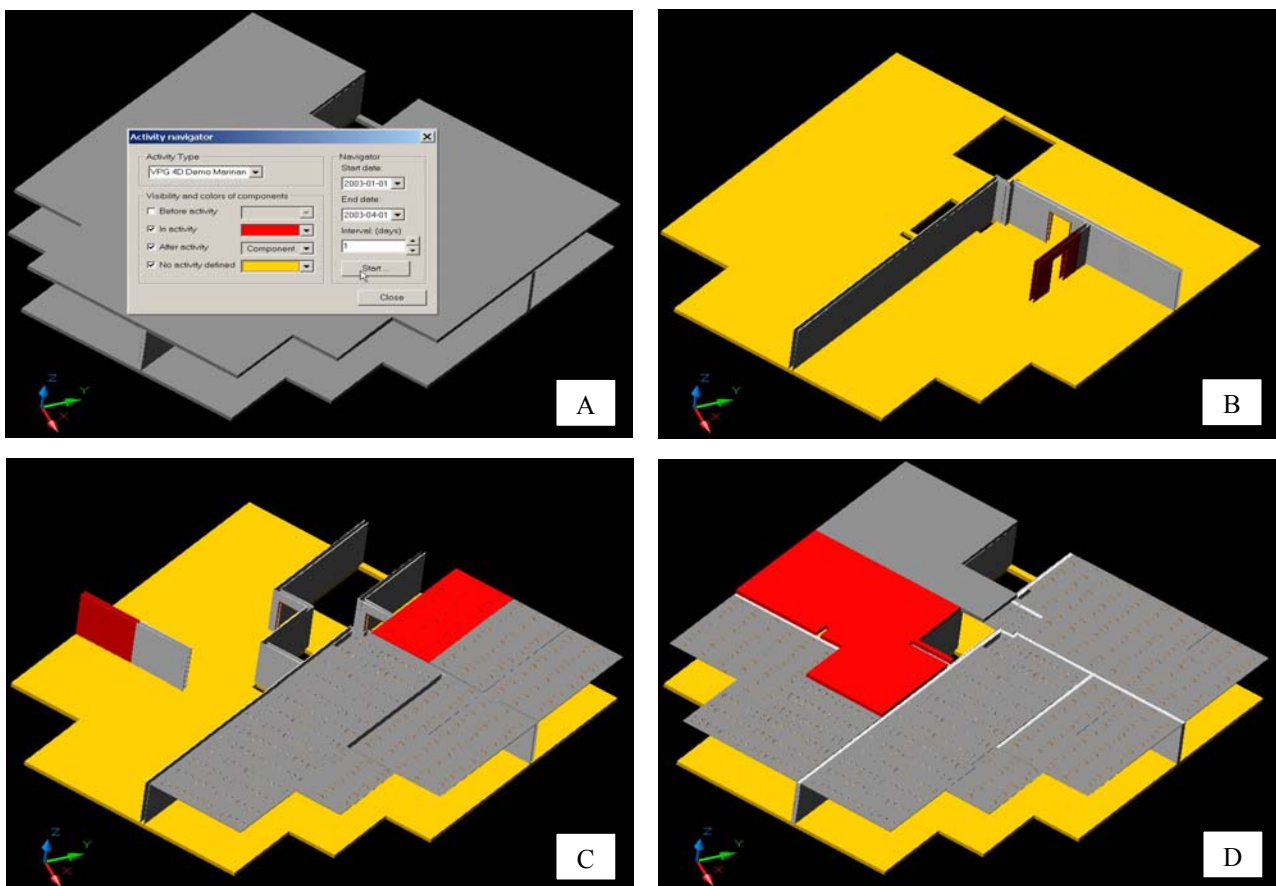 Activity navigator
Activity Type
VPG 4D Demo Marinan
Visibility and colors of components
Before activity
In activity
After activity
Component
No activity defined
Navigator
Start date:
2003-01-01
End date:
2003-04-01
Interval: (days)
1
Start ...
Close
Z
Y
X
A
Z
Y
X
B
Z
Y
X
C
Z
Y
X
D